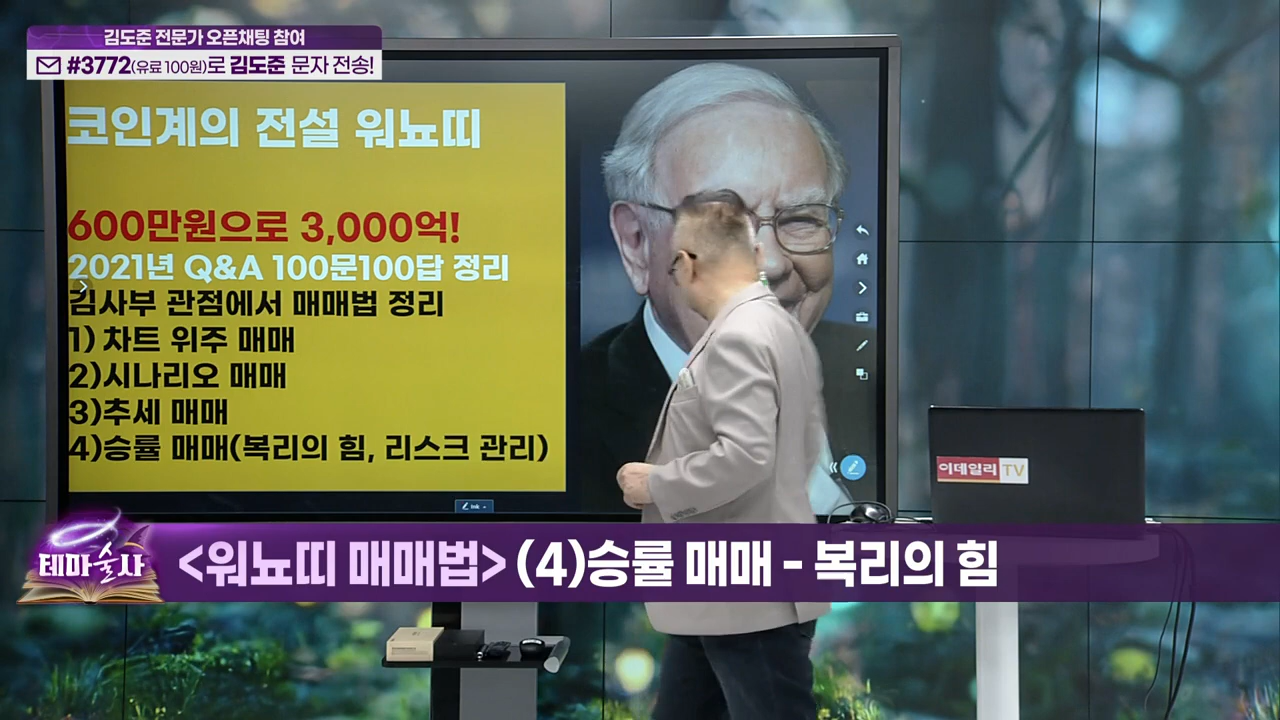 김도준 전문가 오픈채팅 참여
#3772(유료 100원)로 김도준 문자 전송!
코인계의 전설 워뇨띠
600만원으로 3,000억!
2021년 Q&A 100문100답 정리
김사부 관점에서 매매법 정리
1) 차트 위주 매매
2)시나리오 매매
3)추세 매매
4)승률 매매(복리의 힘, 리스크 관리)
Ink
이데일리 TV
테마술사
<워뇨띠 매매법> (4)승률 매매 - 복리의 힘